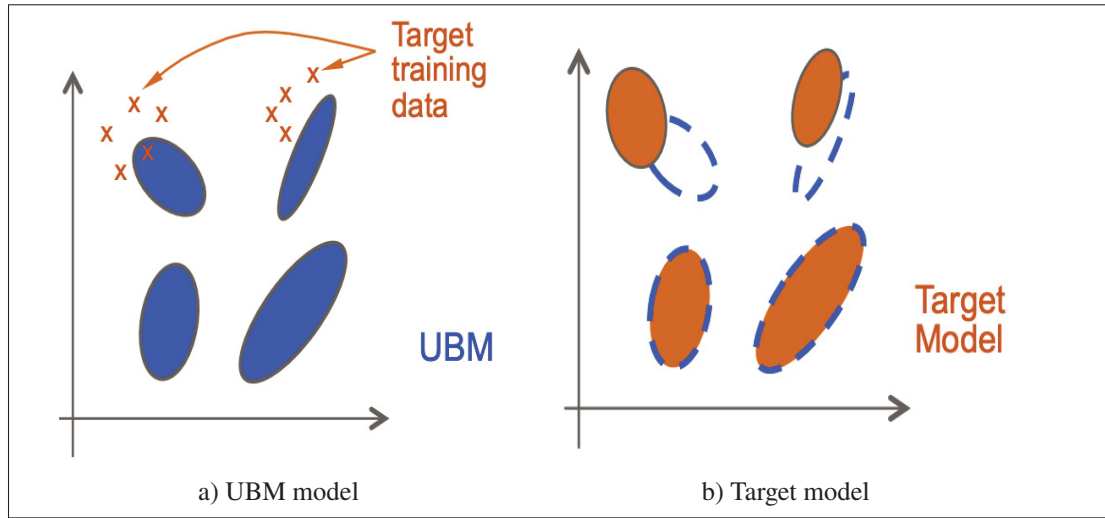 Target
training
data
x x x x x x
x x x x
UBM
Target
Model
a) UBM model
b) Target model